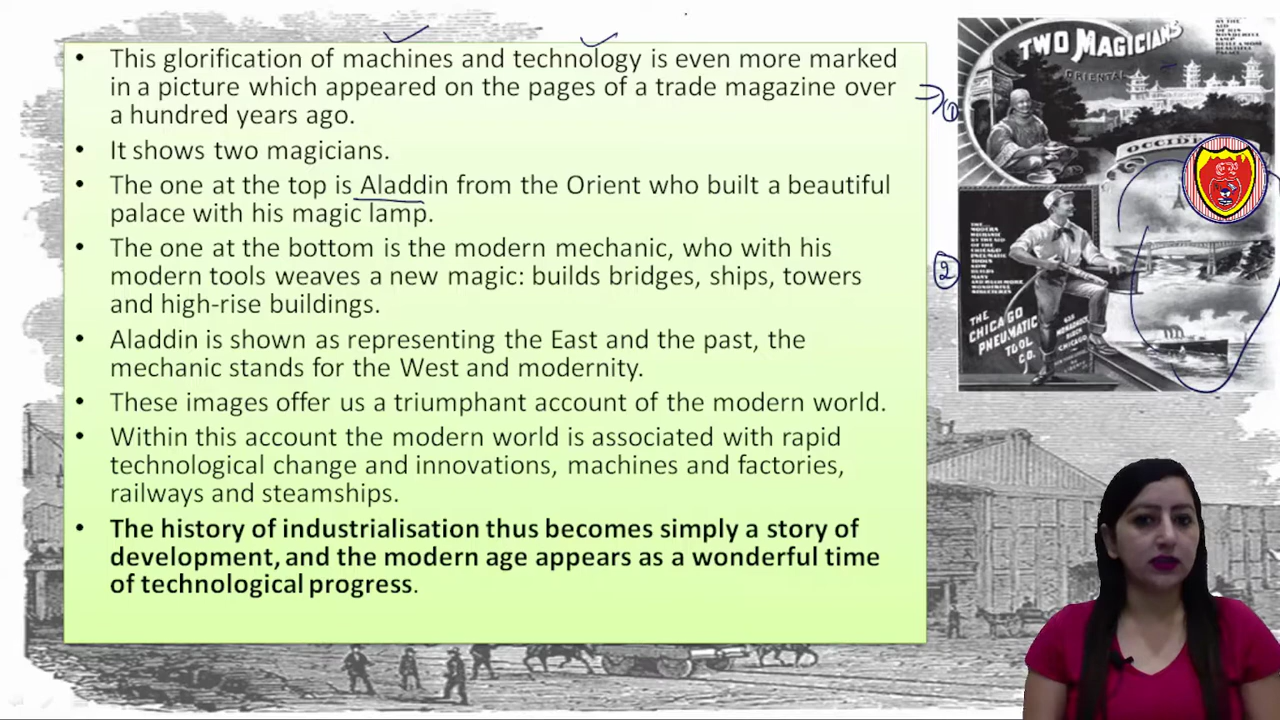 • This glorification of machines and technology is even more marked
in a picture which appeared on the pages of a trade magazine over
a hundred years ago.
• It shows two magicians.
• The one at the top is Aladdin from the Orient who built a beautiful
palace with his magic lamp.
• The one at the bottom is the modern mechanic, who with his
modern tools weaves a new magic: builds bridges, ships, towers
and high-rise buildings.
• Aladdin is shown as representing the East and the past, the
mechanic stands for the West and modernity.
• These images offer us a triumphant account of the modern world.
• Within this account the modern world is associated with rapid
technological change and innovations, machines and factories,
railways and steamships.
• The history of industrialisation thus becomes simply a story of
development, and the modern age appears as a wonderful time
of technological progress.
TWO MAGICIANS
ORIENTAL
1
2
THE
CHICAGO
PNEUMATIC
TOOL
CO.